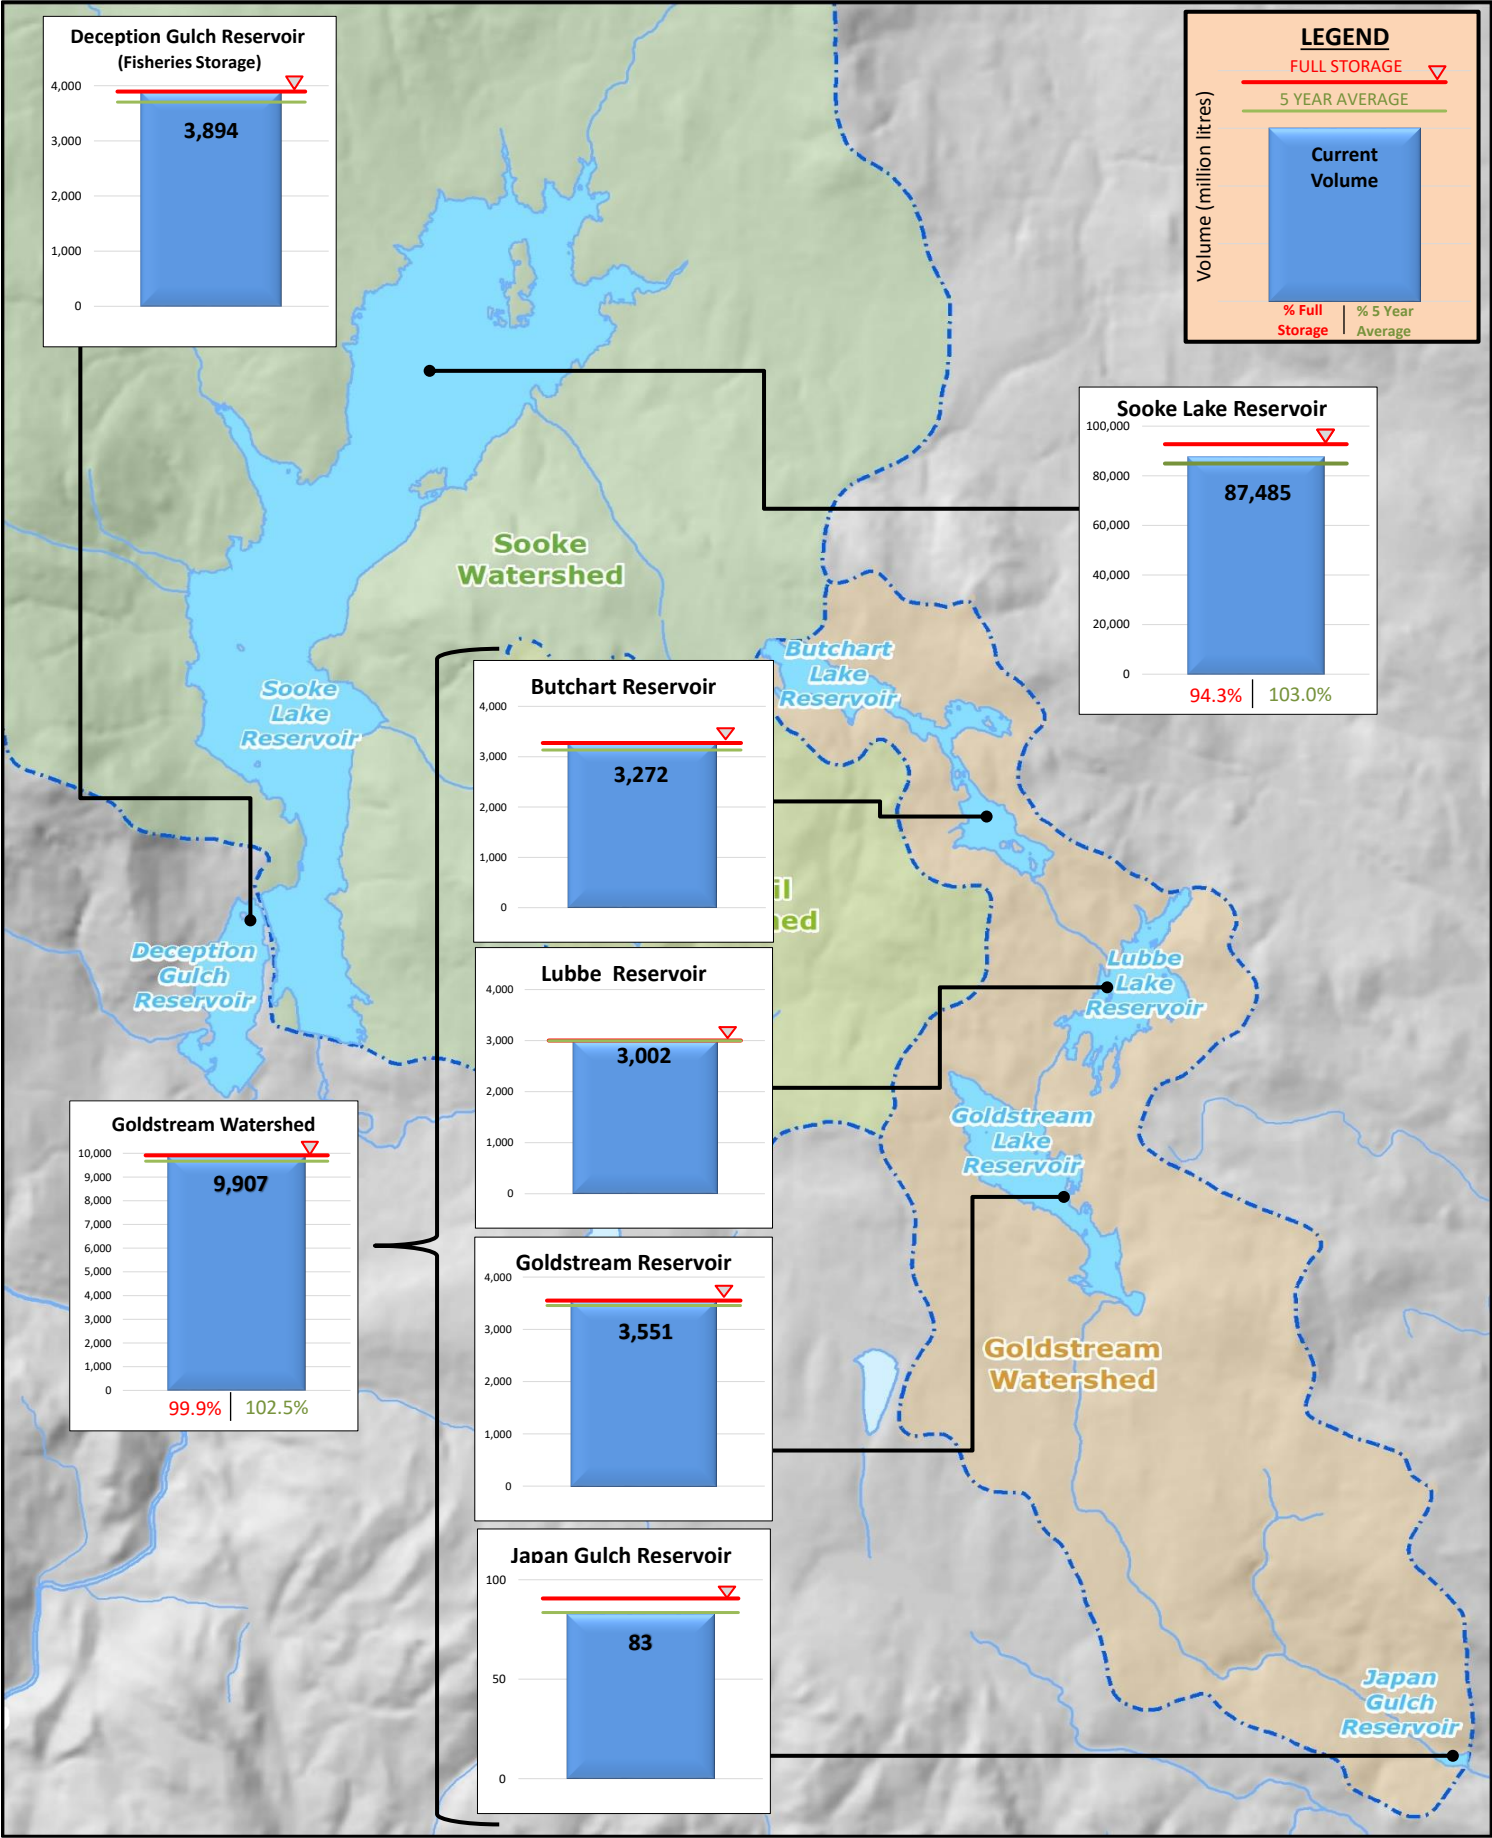 Deception Gulch Reservoir
(Fisheries Storage)
4,000
3,000
2,000
1,000
0
3,894
LEGEND
FULL STORAGE
5 YEAR AVERAGE
Volume (million litres)
Current
Volume
% Full
Storage
% 5 Year
Average
Sooke Lake Reservoir
100,000
80,000
60,000
40,000
20,000
0
87,485
94.3%
103.0%
Sooke
Watershed
Sooke
Lake
Reservoir
Butchart
Lake
Reservoir
Butchart Reservoir
4,000
3,000
2,000
1,000
0
3,272
il
ed
Deception
Gulch
Reservoir
Lubbe Reservoir
4,000
3,000
2,000
1,000
0
3,002
Lubbe
Lake
Reservoir
Goldstream
Lake
Reservoir
Goldstream Watershed
10,000
9,000
8,000
7,000
6,000
5,000
4,000
3,000
2,000
1,000
0
9,907
99.9%
102.5%
Goldstream Reservoir
4,000
3,000
2,000
1,000
0
3,551
Goldstream
Watershed
Japan Gulch Reservoir
100
50
0
83
Japan
Gulch
Reservoir